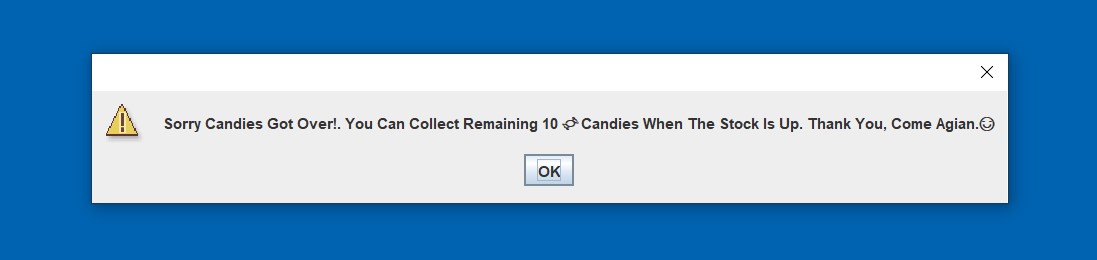 Sorry Candies Got Over!. You Can Collect Remaining 10 🍬 Candies When The Stock Is Up. Thank You, Come Agian.😊
OK